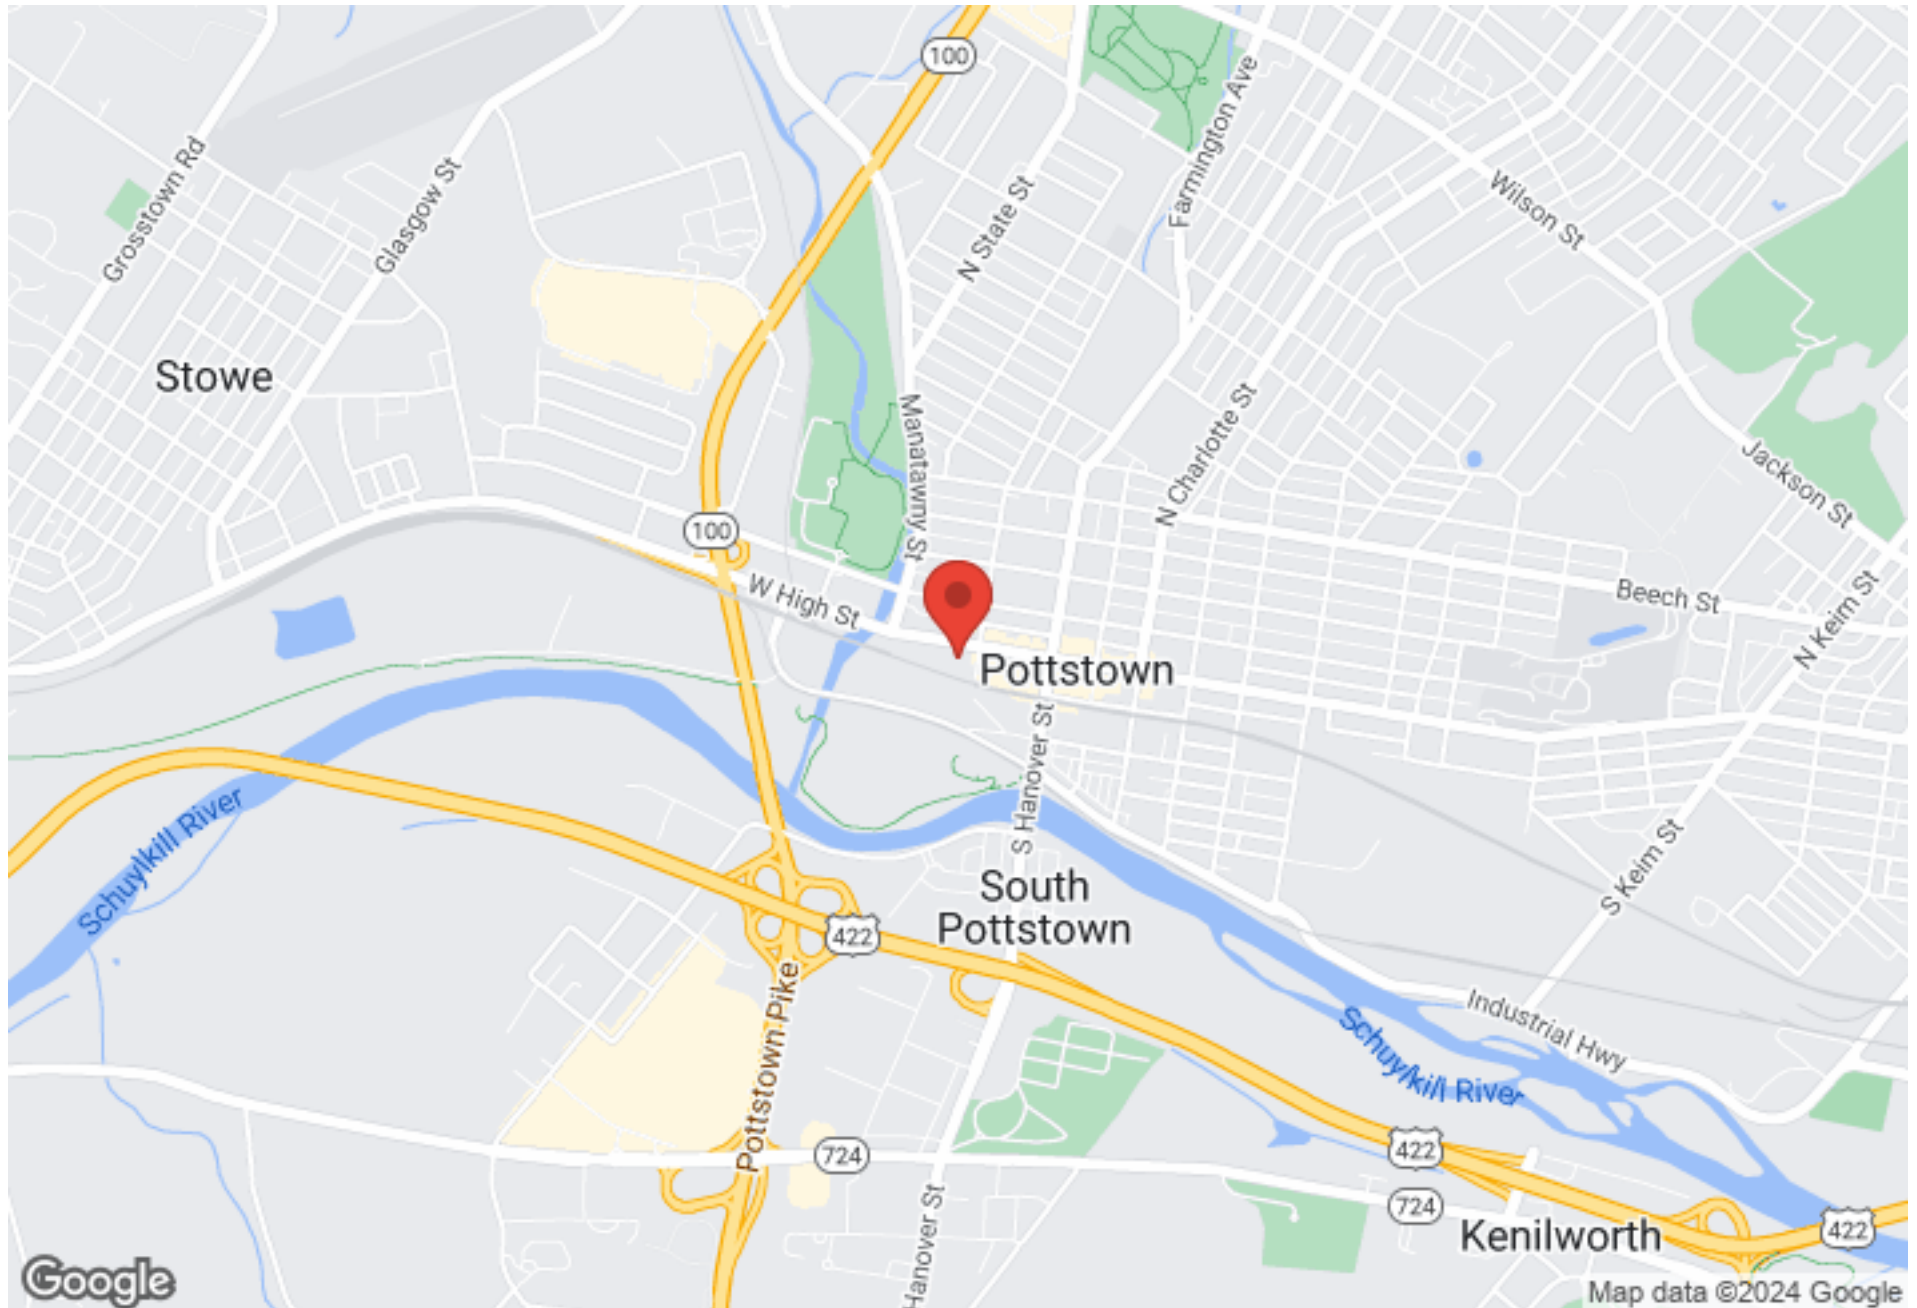 100
Farmington Ave
Grosstown Rd
Glasgow St
N State St
Wilson St
Stowe
Manatawny St
N Charlotte St
Jackson St
100
W High St
Beech St
N Keim St
Pottstown
S Hanover St
Schuylkill River
S Keim St
South
Pottstown
422
Pottstown Pike
Industrial Hwy
Schuylkill River
724
422
724
Hanover St
Kenilworth
422
Google
Map data ©2024 Google